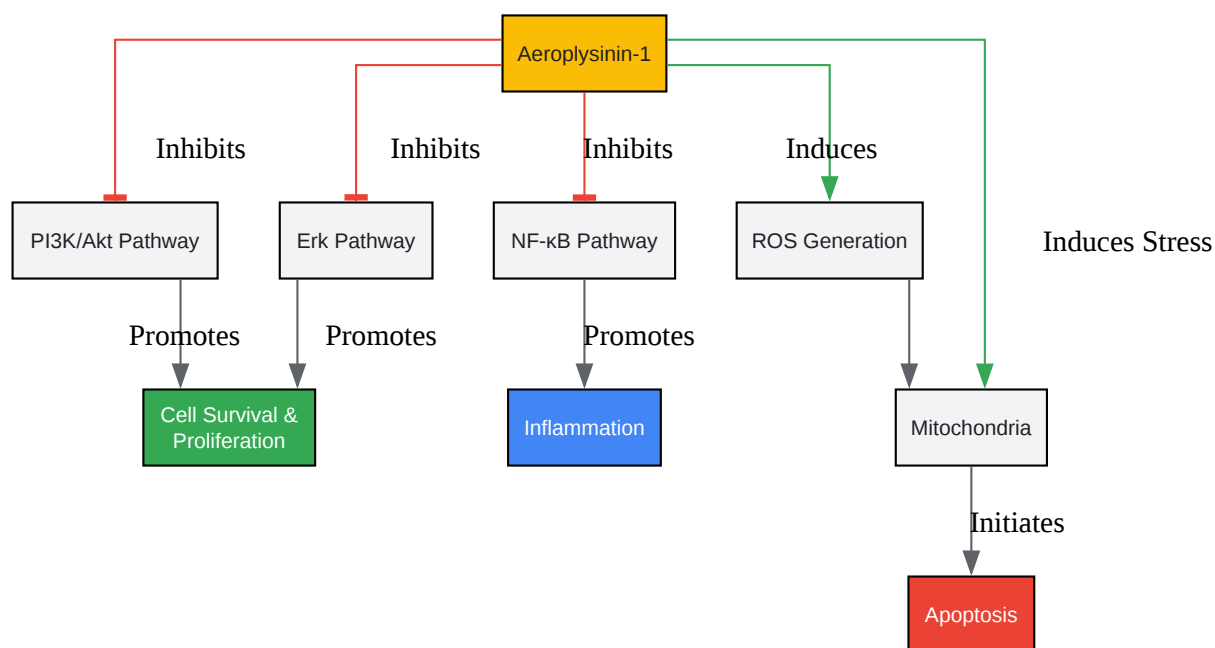 Aeroplysinin-1
Inhibits
Inhibits
Inhibits
Induces
PI3K/Akt Pathway
Erk Pathway
NF-κB Pathway
ROS Generation
Induces Stress
Promotes
Promotes
Promotes
Cell Survival &
Proliferation
Inflammation
Mitochondria
Initiates
Apoptosis